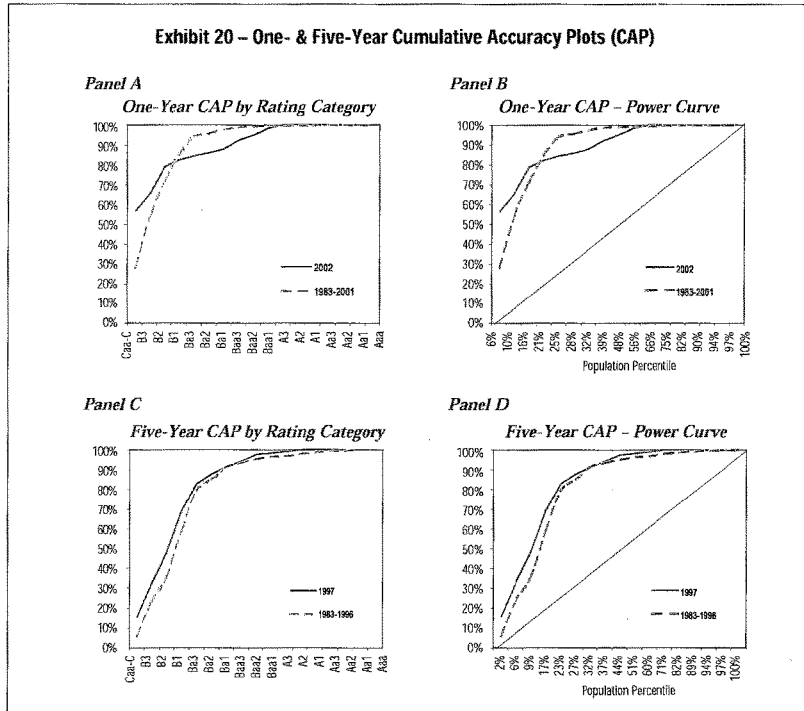 Exhibit 20 – One- & Five-Year Cumulative Accuracy Plots (CAP)
Panel A
One-Year CAP by Rating Category
100%
90%
80%
70%
60%
50%
40%
30%
20%
10%
0%
2002
1983-2001
Caa-C
B3
B2
B1
Ba3
Ba2
Ba1
Baa3
Baa2
Baa1
A3
A2
A1
Aa3
Aa2
Aa1
Aaa
Panel B
One-Year CAP – Power Curve
100%
90%
80%
70%
60%
50%
40%
30%
20%
10%
0%
2002
1983-2001
6%
10%
16%
21%
25%
28%
32%
39%
48%
56%
66%
75%
82%
90%
94%
97%
100%
Population Percentile
Panel C
Five-Year CAP by Rating Category
100%
90%
80%
70%
60%
50%
40%
30%
20%
10%
0%
1997
1983-1996
Caa-C
B3
B2
B1
Ba3
Ba2
Ba1
Baa3
Baa2
Baa1
A3
A2
A1
Aa3
Aa2
Aa1
Aaa
Panel D
Five-Year CAP – Power Curve
100%
90%
80%
70%
60%
50%
40%
30%
20%
10%
0%
1997
1983-1996
2%
6%
9%
17%
23%
27%
32%
37%
44%
51%
60%
71%
82%
89%
94%
97%
100%
Population Percentile